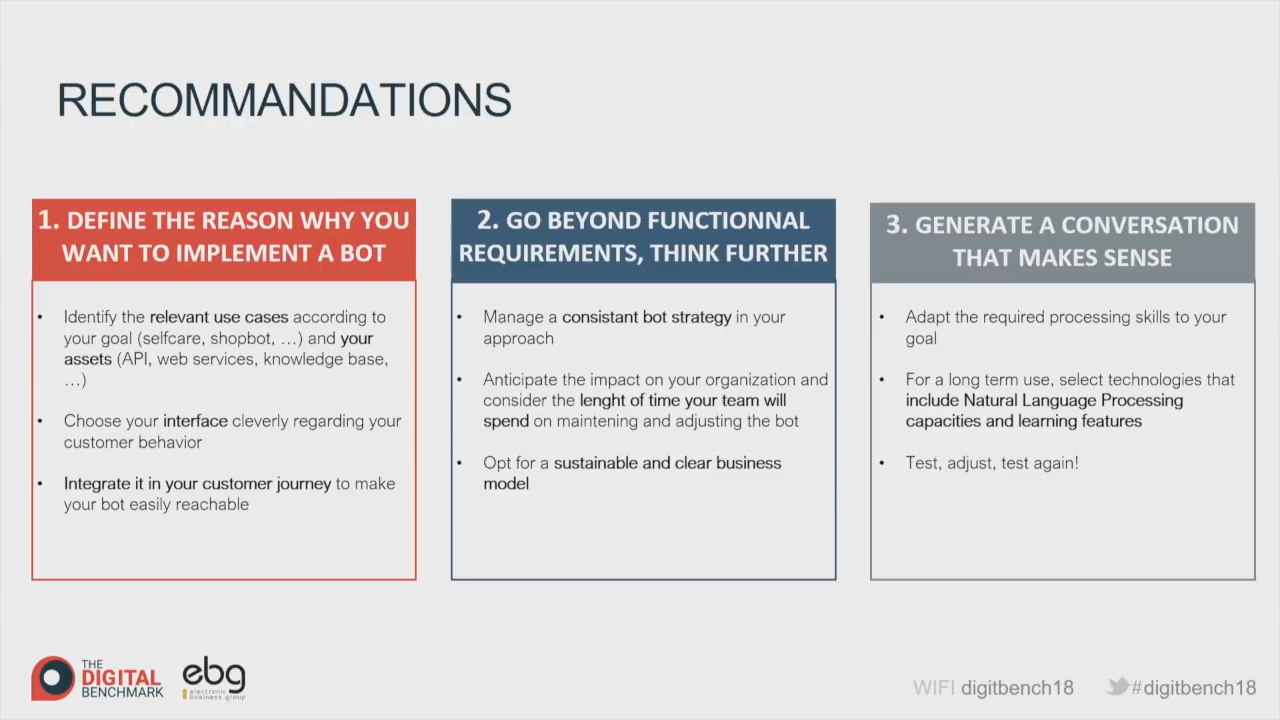 RECOMMANDATIONS
1. DEFINE THE REASON WHY YOU
WANT TO IMPLEMENT A BOT
• Identify the relevant use cases according to
your goal (selfcare, shopbot, …) and your
assets (API, web services, knowledge base,
…)
• Choose your interface cleverly regarding your
customer behavior
• Integrate it in your customer journey to make
your bot easily reachable
2. GO BEYOND FUNCTIONNAL
REQUIREMENTS, THINK FURTHER
• Manage a consistant bot strategy in your
approach
• Anticipate the impact on your organization and
consider the lenght of time your team will
spend on maintening and adjusting the bot
• Opt for a sustainable and clear business
model
3. GENERATE A CONVERSATION
THAT MAKES SENSE
• Adapt the required processing skills to your
goal
• For a long term use, select technologies that
include Natural Language Processing
capacities and learning features
• Test, adjust, test again!
THE
DIGITAL
BENCHMARK
ebg
electronic
business group
WIFI digitbench18
#digitbench18